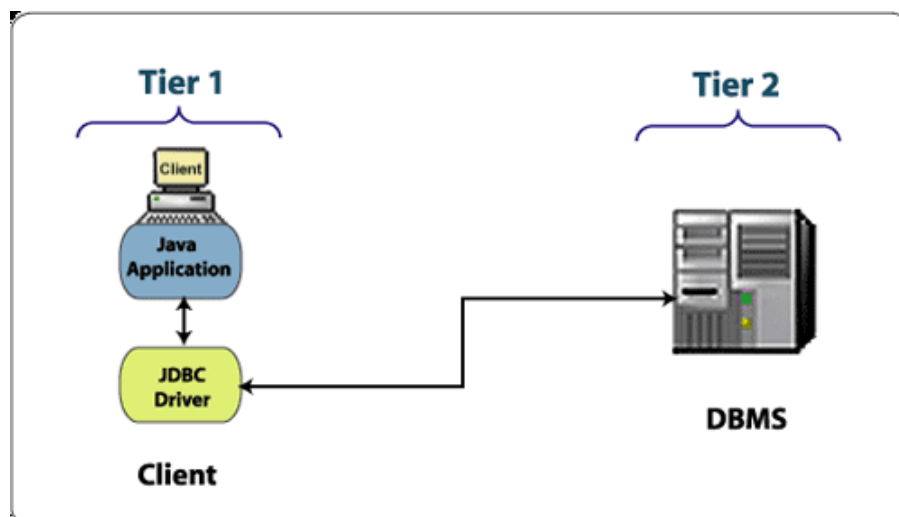 Tier 1
Tier 2
Client
Java
Application
JDBC
Driver
Client
DBMS